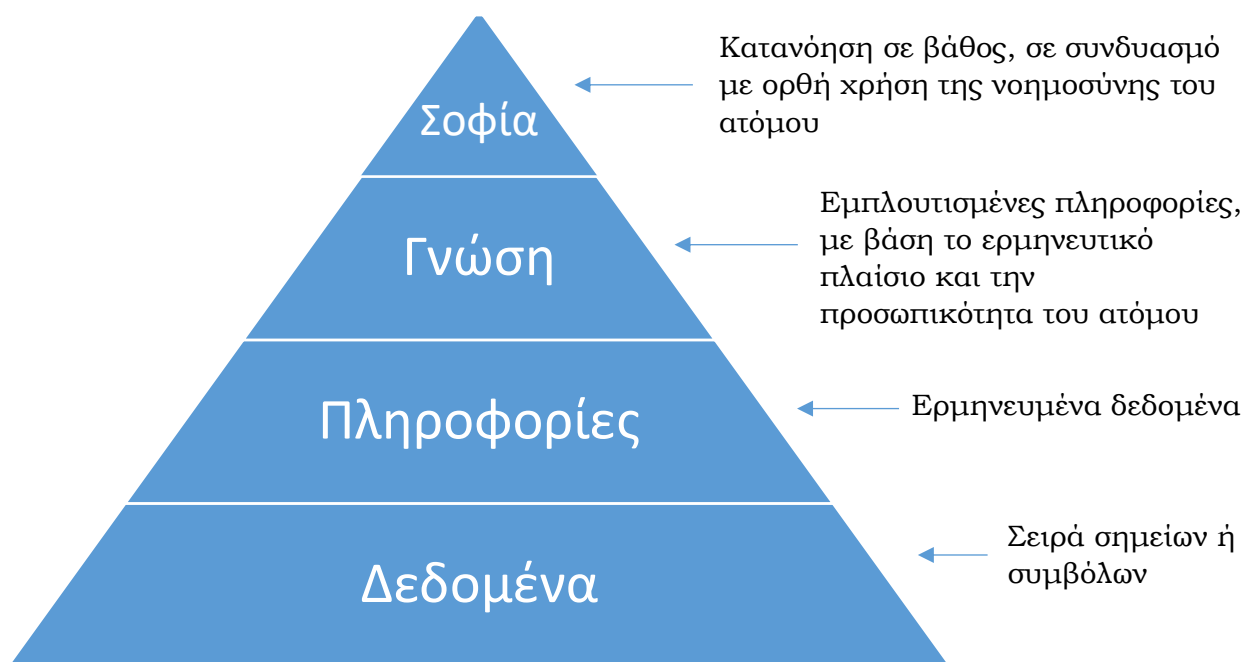 Κατανόηση σε βάθος, σε συνδυασμό
με ορθή χρήση της νοημοσύνης του
ατόμου
Σοφία
Εμπλουτισμένες πληροφορίες,
με βάση το ερμηνευτικό
πλαίσιο και την
προσωπικότητα του ατόμου
Γνώση
Ερμηνευμένα δεδομένα
Πληροφορίες
Σειρά σημείων ή
συμβόλων
Δεδομένα